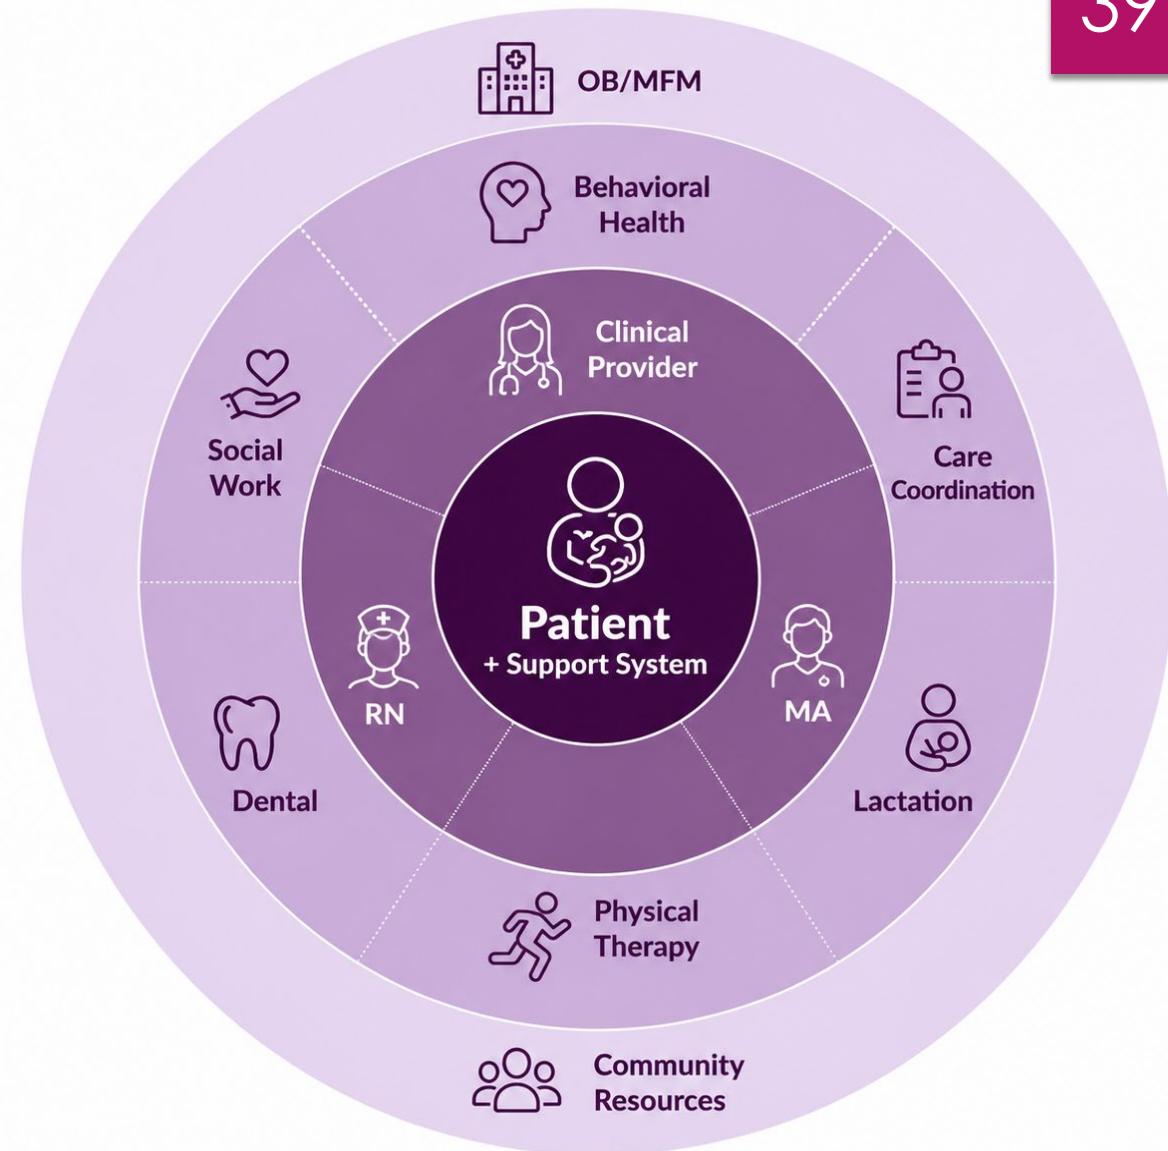 39
OB/MFM
Behavioral
Health
Clinical
Provider
Social
Work
Care
Coordination
Patient
+ Support System
RN
MA
Dental
Lactation
Physical
Therapy
Community
Resources